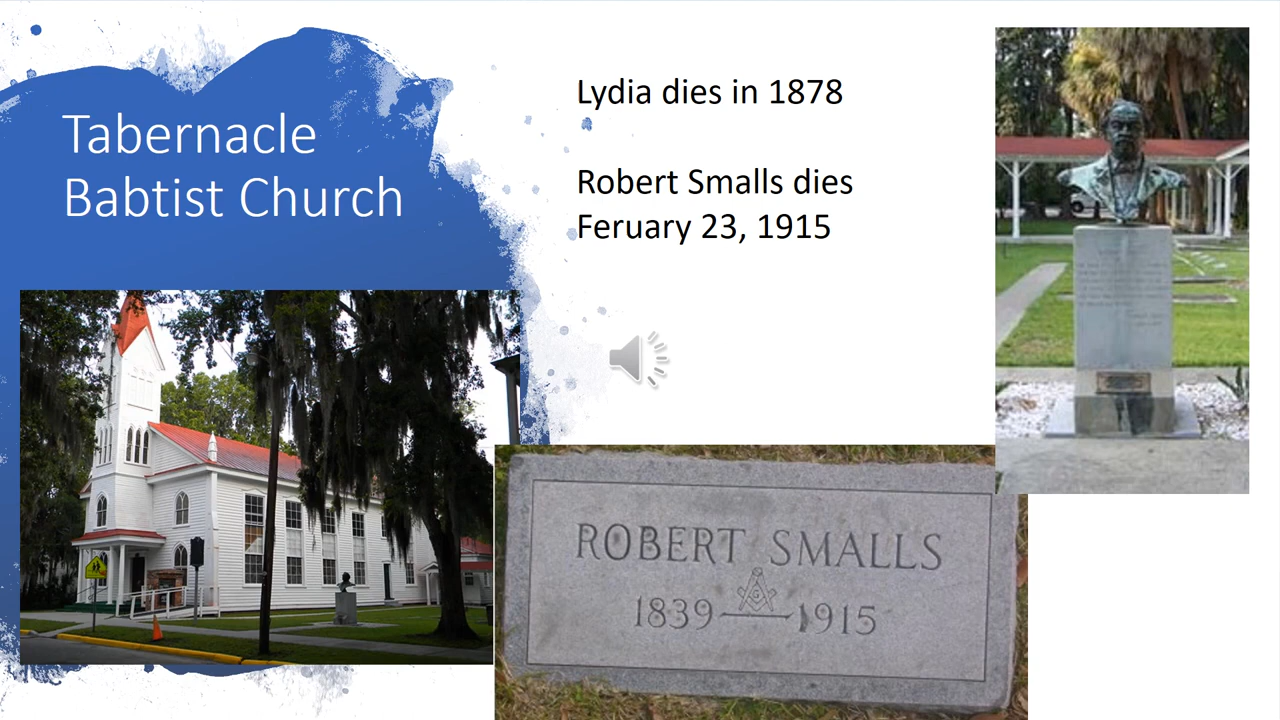 Tabernacle
Babtist Church
Lydia dies in 1878
Robert Smalls dies
Feruary 23, 1915
ROBERT SMALLS
G
1839 1915